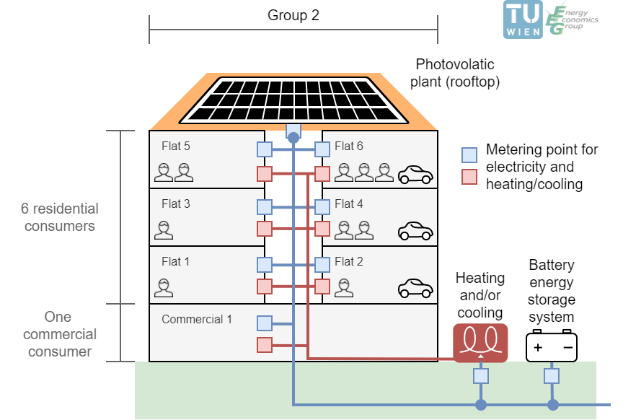 Group 2
TU
WIEN
Energy
Economics
Group
Photovolatic
plant (rooftop)
Flat 5
Flat 6
Metering point for
electricity and
heating/cooling
Flat 3
Flat 4
6 residential
consumers
Flat 1
Flat 2
Heating
and/or
cooling
Battery
energy
storage
system
One
commercial
consumer
Commercial 1
+ -